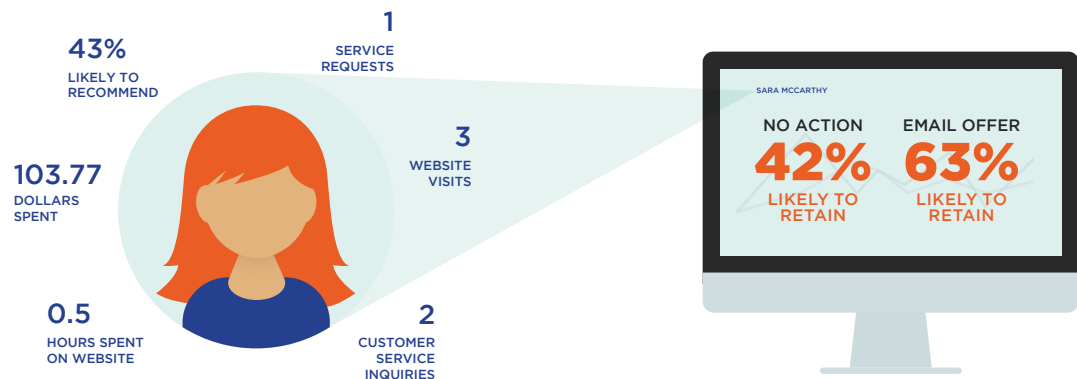 43%
LIKELY TO
RECOMMEND
1
SERVICE
REQUESTS
103.77
DOLLARS
SPENT
3
WEBSITE
VISITS
0.5
HOURS SPENT
ON WEBSITE
2
CUSTOMER
SERVICE
INQUIRIES
SARA MCCARTHY
NO ACTION
42%
LIKELY TO
RETAIN
EMAIL OFFER
63%
LIKELY TO
RETAIN